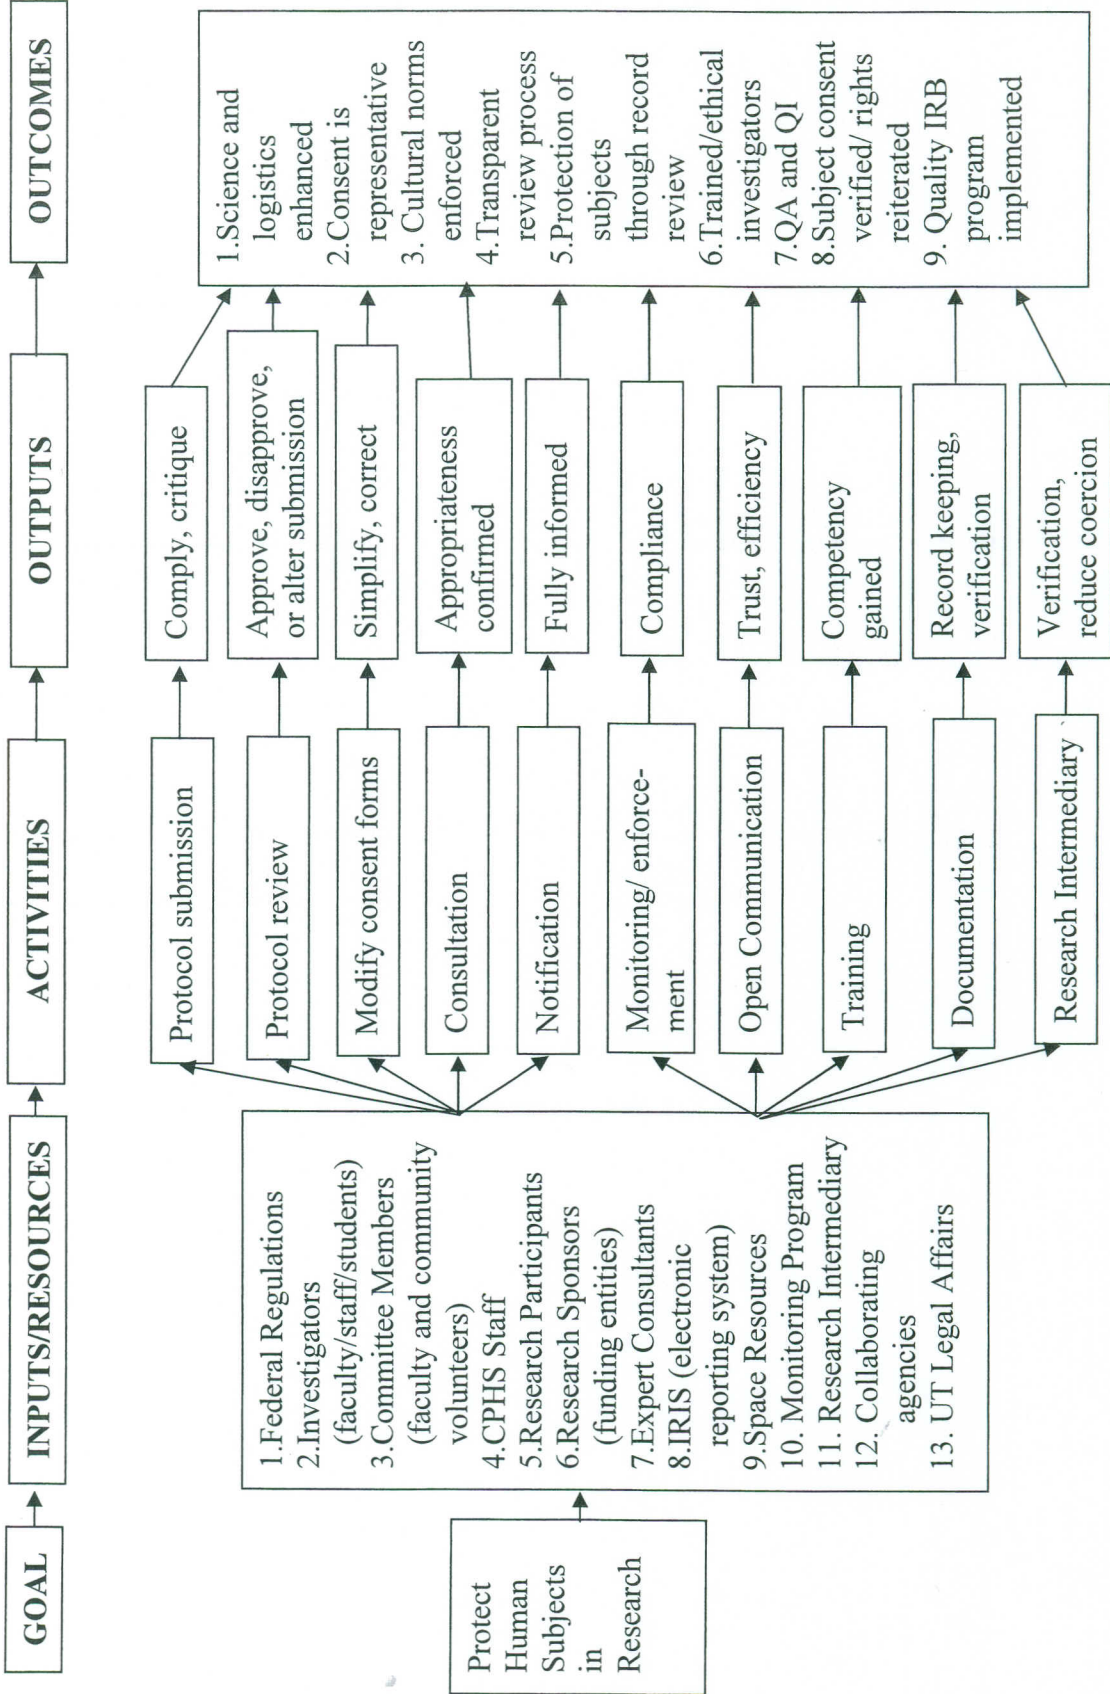 GOAL
INPUTS/RESOURCES
ACTIVITIES
OUTPUTS
OUTCOMES
Protect
Human
Subjects
in
Research
1.Federal Regulations
2.Investigators
(faculty/staff/students)
3.Committee Members
(faculty and community
volunteers)
4.CPHS Staff
5.Research Participants
6.Research Sponsors
(funding entities)
7.Expert Consultants
8.IRIS (electronic
reporting system)
9.Space Resources
10. Monitoring Program
11. Research Intermediary
12. Collaborating
agencies
13. UT Legal Affairs
Protocol submission
Protocol review
Modify consent forms
Consultation
Notification
Monitoring/ enforce-
ment
Open Communication
Training
Documentation
Research Intermediary
Comply, critique
Approve, disapprove,
or alter submission
Simplify, correct
Appropriateness
confirmed
Fully informed
Compliance
Trust, efficiency
Competency
gained
Record keeping,
verification
Verification,
reduce coercion
1.Science and
logistics
enhanced
2.Consent is
representative
3. Cultural norms
enforced
4.Transparent
review process
5.Protection of
subjects
through record
review
6.Trained/ethical
investigators
7.QA and QI
8.Subject consent
verified/ rights
reiterated
9. Quality IRB
program
implemented